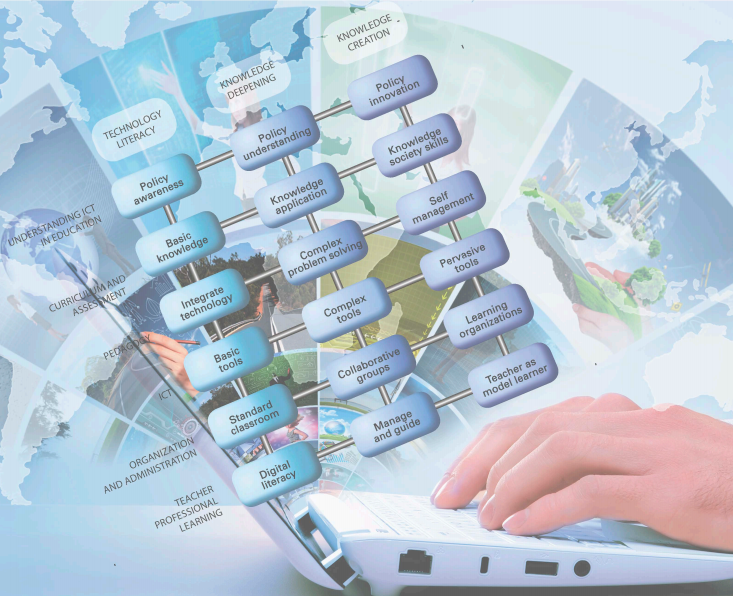 KNOWLEDGE
CREATION
KNOWLEDGE
DEEPENING
TECHNOLOGY
LITERACY
Policy
innovation
Policy
understanding
Policy
awareness
UNDERSTANDING ICT
IN EDUCATION
Knowledge
society skills
Knowledge
application
Basic
knowledge
CURRICULUM AND
ASSESSMENT
Self
management
Complex
problem solving
Integrate
technology
PEDAGOGY
Pervasive
tools
Complex
tools
Basic
tools
ICT
Learning
organizations
Collaborative
groups
Standard
classroom
ORGANIZATION
AND ADMINISTRATION
Teacher as
model learner
Manage
and guide
Digital
literacy
TEACHER
PROFESSIONAL
LEARNING